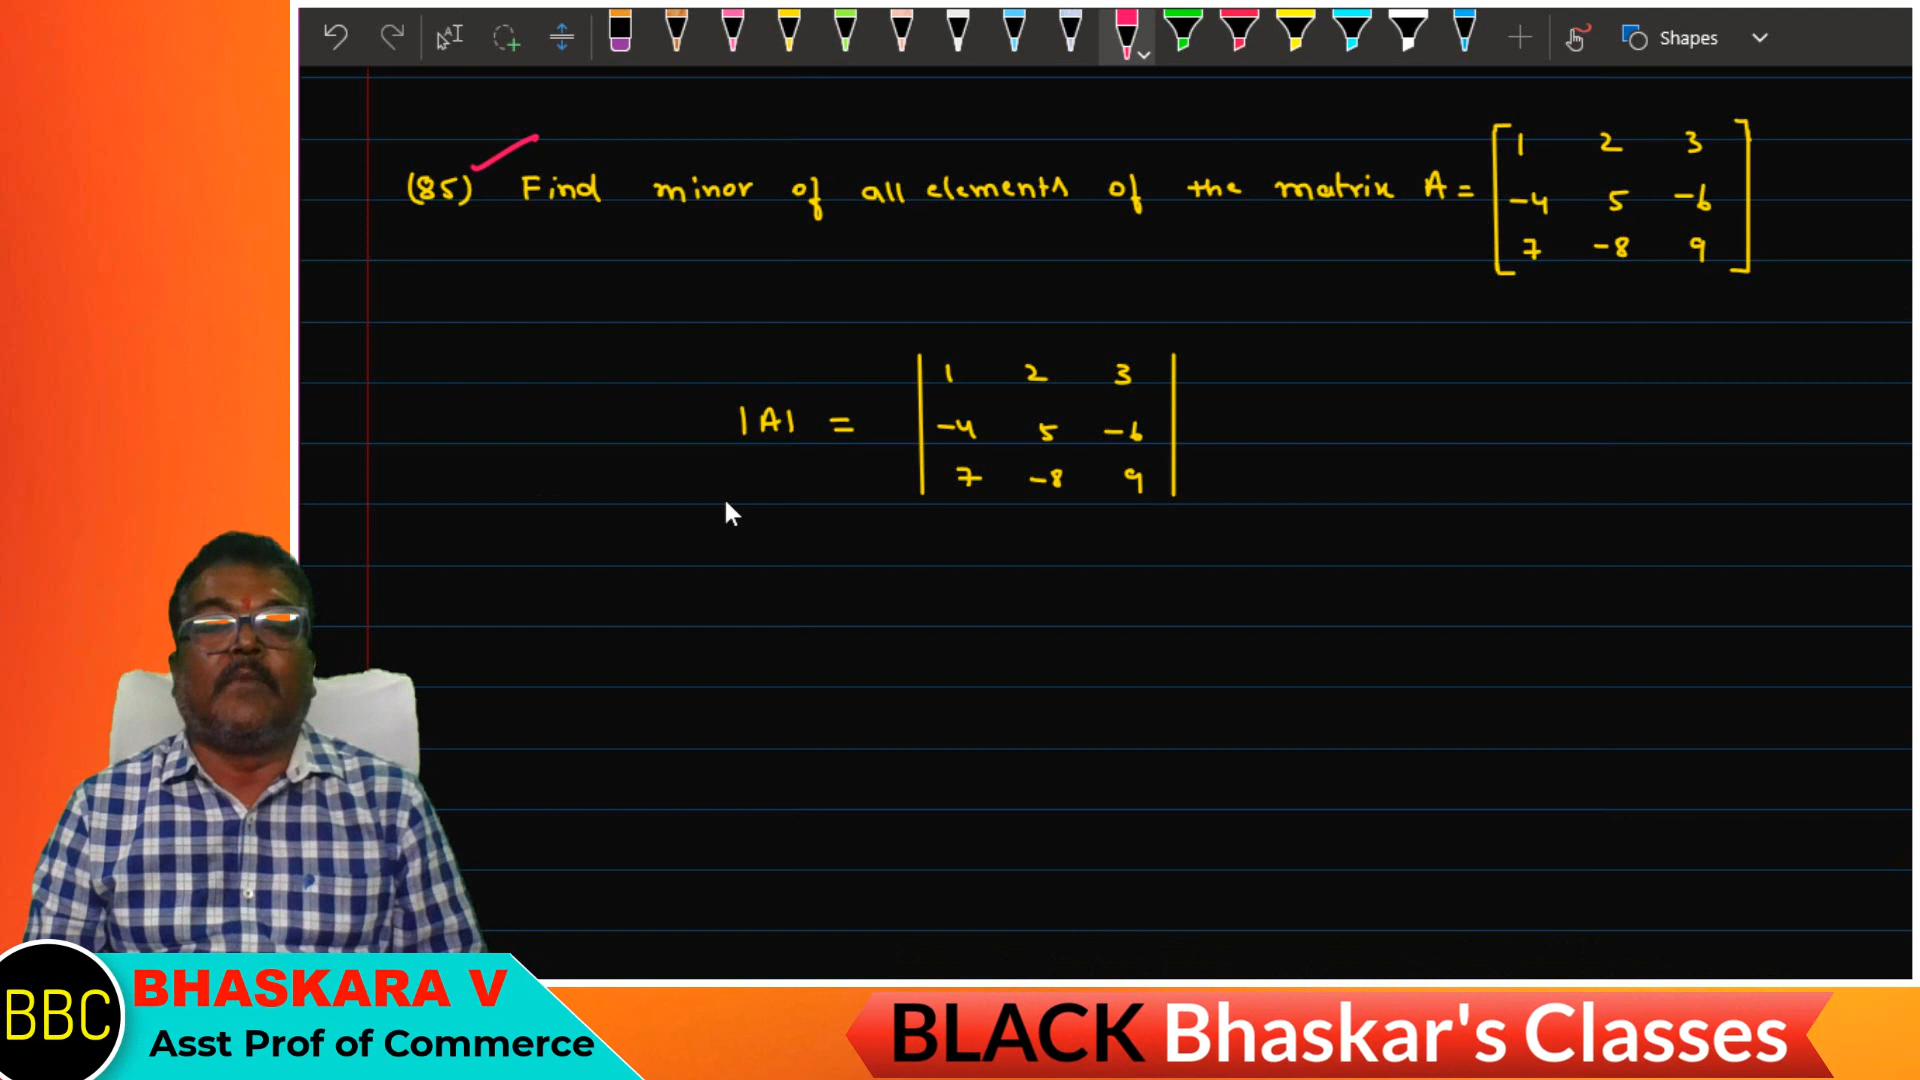 Shapes
(85) Find minor of all elements of the matrix A = [ 1 2 3
-4 5 -6
7 -8 9 ]
|A| = | 1 2 3
-4 5 -6
7 -8 9 |
BBC
BHASKARA V
Asst Prof of Commerce
BLACK Bhaskar's Classes